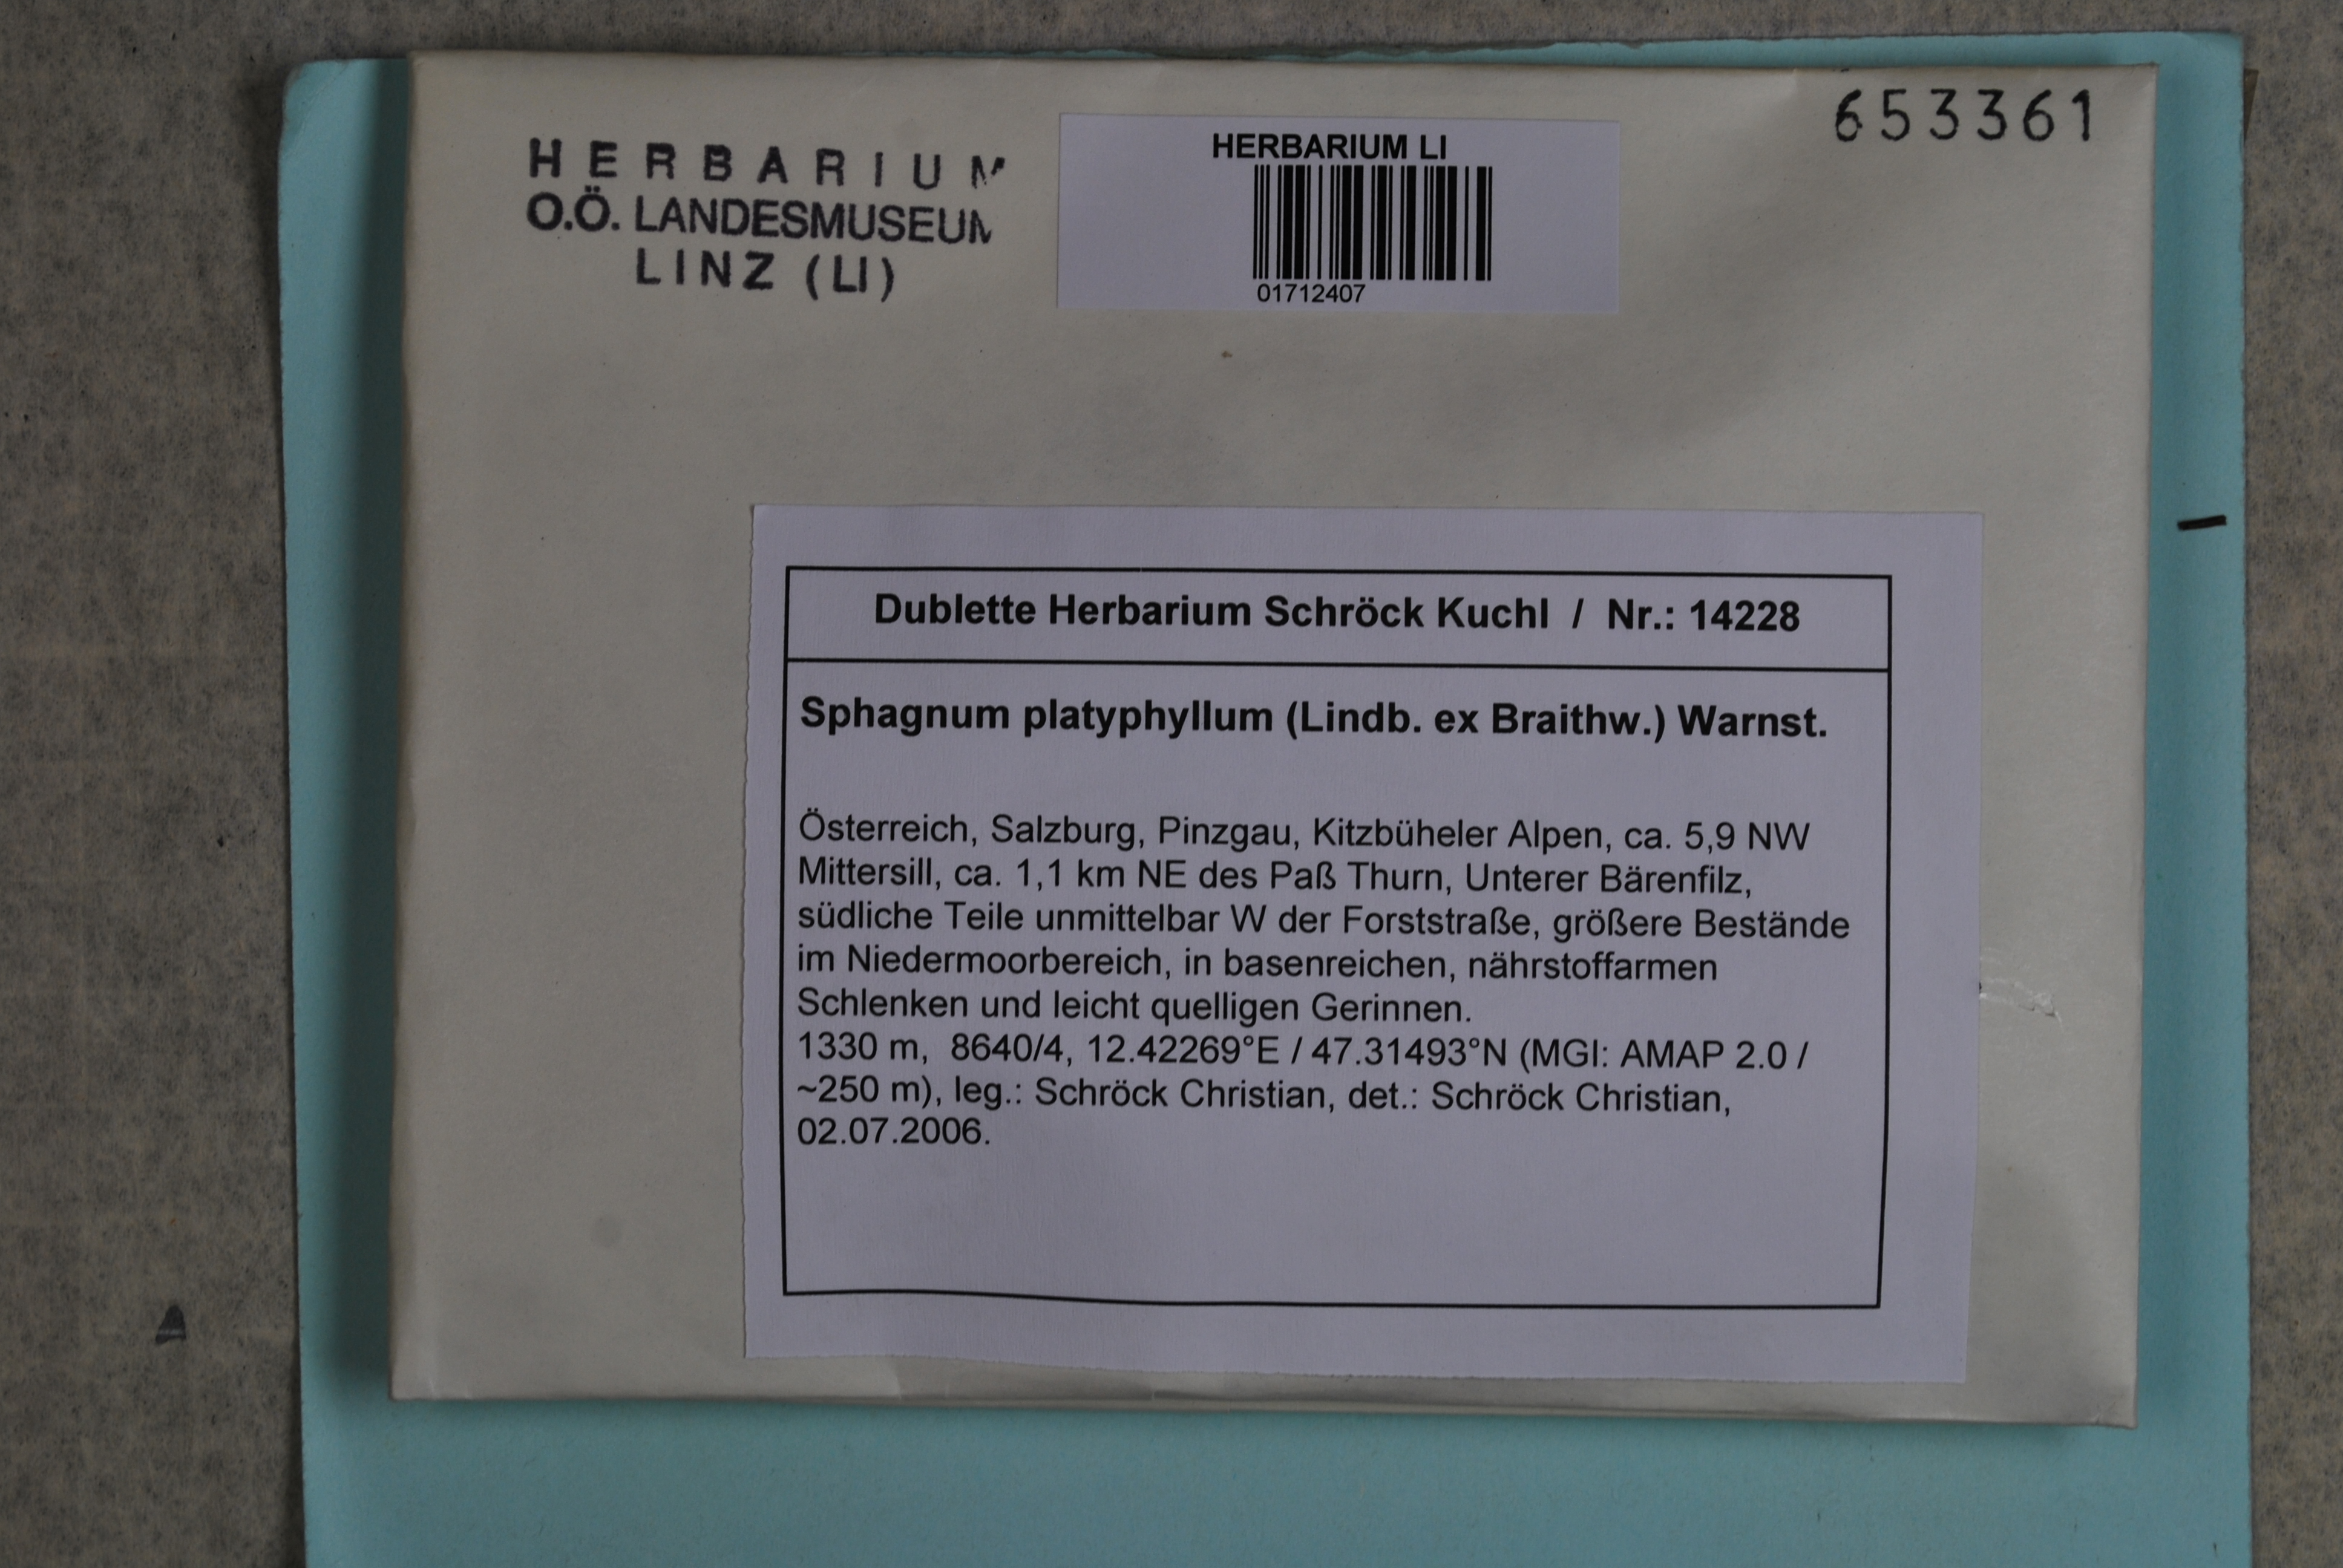 HERBARIUM
O.Ö. LANDESMUSEUM
LINZ (LI)
HERBARIUM LI
01712407
653361
Dublette Herbarium Schröck Kuchl / Nr.: 14228
Sphagnum platyphyllum (Lindb. ex Braithw.) Warnst.
Österreich, Salzburg, Pinzgau, Kitzbüheler Alpen, ca. 5,9 NW
Mittersill, ca. 1,1 km NE des Paß Thurn, Unterer Bärenfilz,
südliche Teile unmittelbar W der Forststraße, größere Bestände
im Niedermoorbereich, in basenreichen, nährstoffarmen
Schlenken und leicht quelligen Gerinnen.
1330 m, 8640/4, 12.42269°E / 47.31493°N (MGI: AMAP 2.0 /
~250 m), leg.: Schröck Christian, det.: Schröck Christian,
02.07.2006.